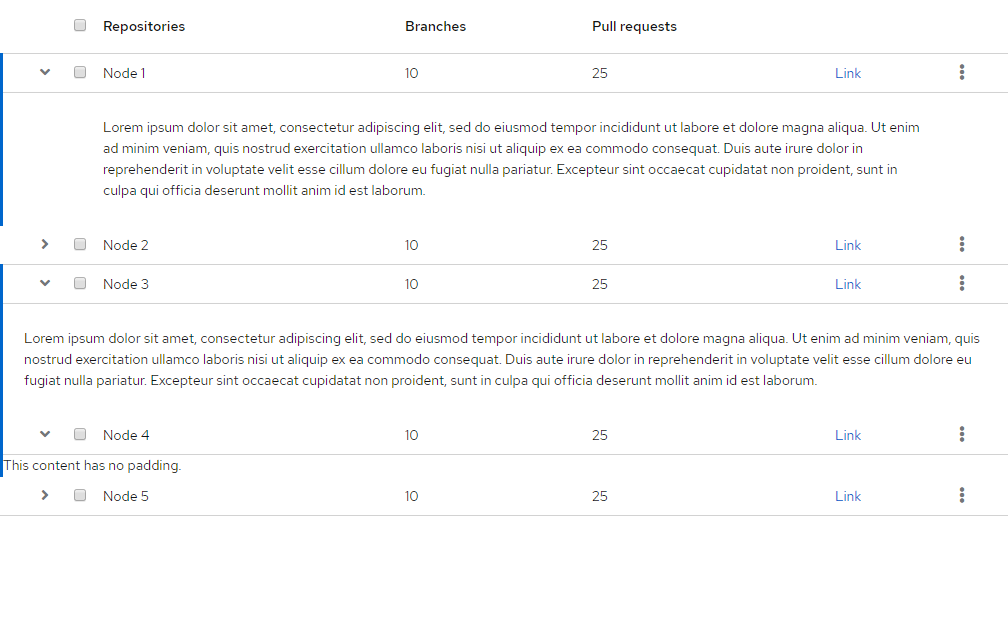 Repositories Branches Pull requests
Node 1 10 25 Link
Lorem ipsum dolor sit amet, consectetur adipiscing elit, sed do eiusmod tempor incididunt ut labore et dolore magna aliqua. Ut enim
ad minim veniam, quis nostrud exercitation ullamco laboris nisi ut aliquip ex ea commodo consequat. Duis aute irure dolor in
reprehenderit in voluptate velit esse cillum dolore eu fugiat nulla pariatur. Excepteur sint occaecat cupidatat non proident, sunt in
culpa qui officia deserunt mollit anim id est laborum.
Node 2 10 25 Link
Node 3 10 25 Link
Lorem ipsum dolor sit amet, consectetur adipiscing elit, sed do eiusmod tempor incididunt ut labore et dolore magna aliqua. Ut enim ad minim veniam, quis
nostrud exercitation ullamco laboris nisi ut aliquip ex ea commodo consequat. Duis aute irure dolor in reprehenderit in voluptate velit esse cillum dolore eu
fugiat nulla pariatur. Excepteur sint occaecat cupidatat non proident, sunt in culpa qui officia deserunt mollit anim id est laborum.
Node 4 10 25 Link
This content has no padding.
Node 5 10 25 Link